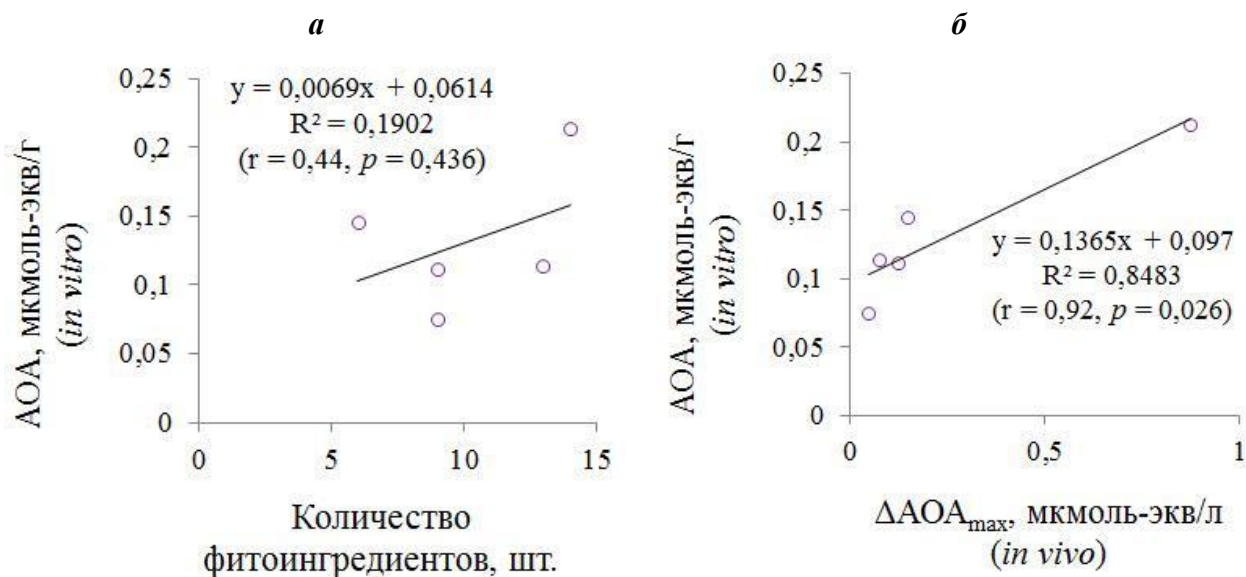 а
0,25
0,2
0,15
0,1
0,05
0
y = 0,0069x + 0,0614
R² = 0,1902
(r = 0,44, p = 0,436)
АОА, мкмоль-экв/г
(in vitro)
0 5 10 15
Количество
фитоингредиентов, шт.
б
0,25
0,2
0,15
0,1
0,05
0
y = 0,1365x + 0,097
R² = 0,8483
(r = 0,92, p = 0,026)
АОА, мкмоль-экв/г
(in vitro)
0 0,5 1
ΔАОАmax, мкмоль-экв/л
(in vivo)